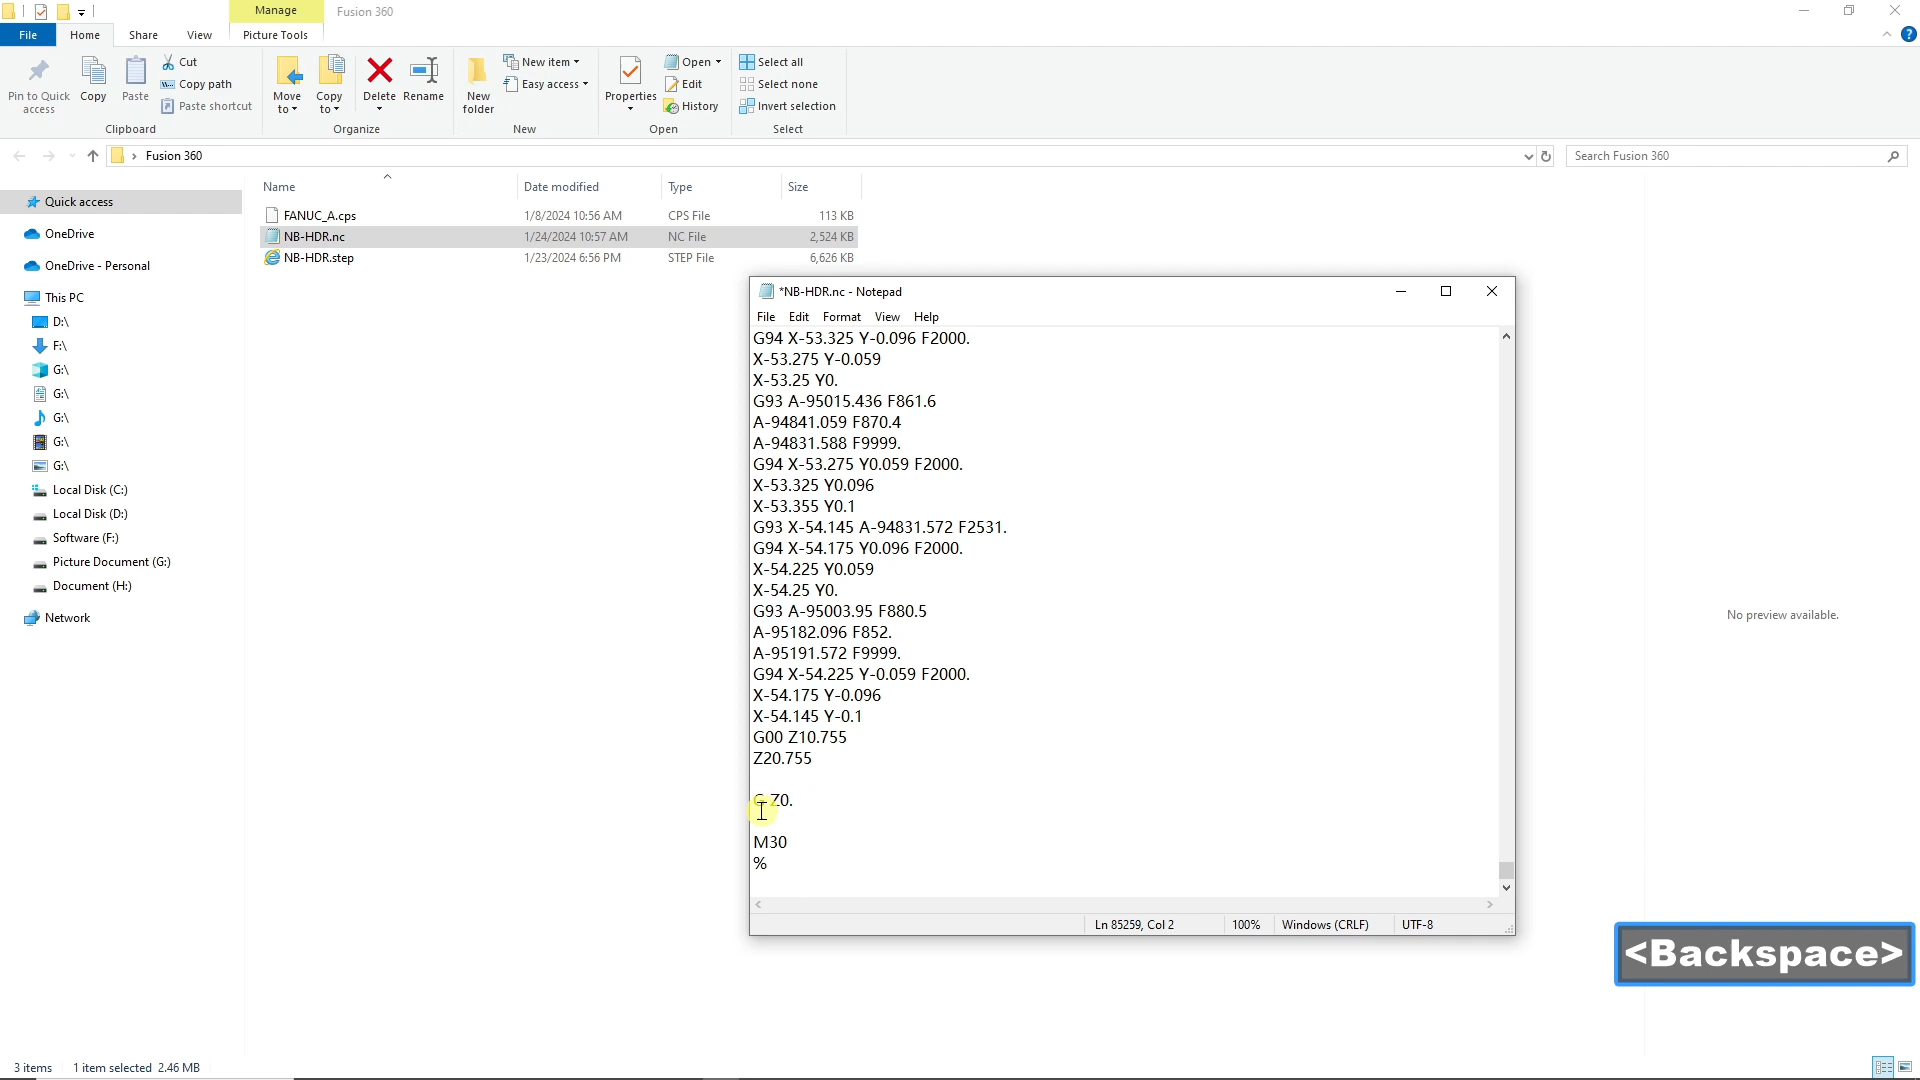 Manage
Fusion 360
File
Home
Share
View
Picture Tools
Pin to Quick access
Copy
Paste
Cut
Copy path
Paste shortcut
Clipboard
Move to
Copy to
Delete
Rename
Organize
New folder
New item
Easy access
New
Properties
Open
Edit
History
Open
Select all
Select none
Invert selection
Select
Fusion 360
Search Fusion 360
Name
Date modified
Type
Size
FANUC_A.cps 1/8/2024 10:56 AM CPS File 113 KB
NB-HDR.nc 1/24/2024 10:57 AM NC File 2,524 KB
NB-HDR.step 1/23/2024 6:56 PM STEP File 6,626 KB
Quick access
OneDrive
OneDrive - Personal
This PC
D:\
F:\
G:\
G:\
G:\
G:\
G:\
Local Disk (C:)
Local Disk (D:)
Software (F:)
Picture Document (G:)
Document (H:)
Network
*NB-HDR.nc - Notepad
File Edit Format View Help
G94 X-53.325 Y-0.096 F2000.
X-53.275 Y-0.059
X-53.25 Y0.
G93 A-95015.436 F861.6
A-94841.059 F870.4
A-94831.588 F9999.
G94 X-53.275 Y0.059 F2000.
X-53.325 Y0.096
X-53.355 Y0.1
G93 X-54.145 A-94831.572 F2531.
G94 X-54.175 Y0.096 F2000.
X-54.225 Y0.059
X-54.25 Y0.
G93 A-95003.95 F880.5
A-95182.096 F852.
A-95191.572 F9999.
G94 X-54.225 Y-0.059 F2000.
X-54.175 Y-0.096
X-54.145 Y-0.1
G00 Z10.755
Z20.755
G Z0.
M30
%
Ln 85259, Col 2
100%
Windows (CRLF)
UTF-8
No preview available.
<Backspace>
3 items
1 item selected 2.46 MB